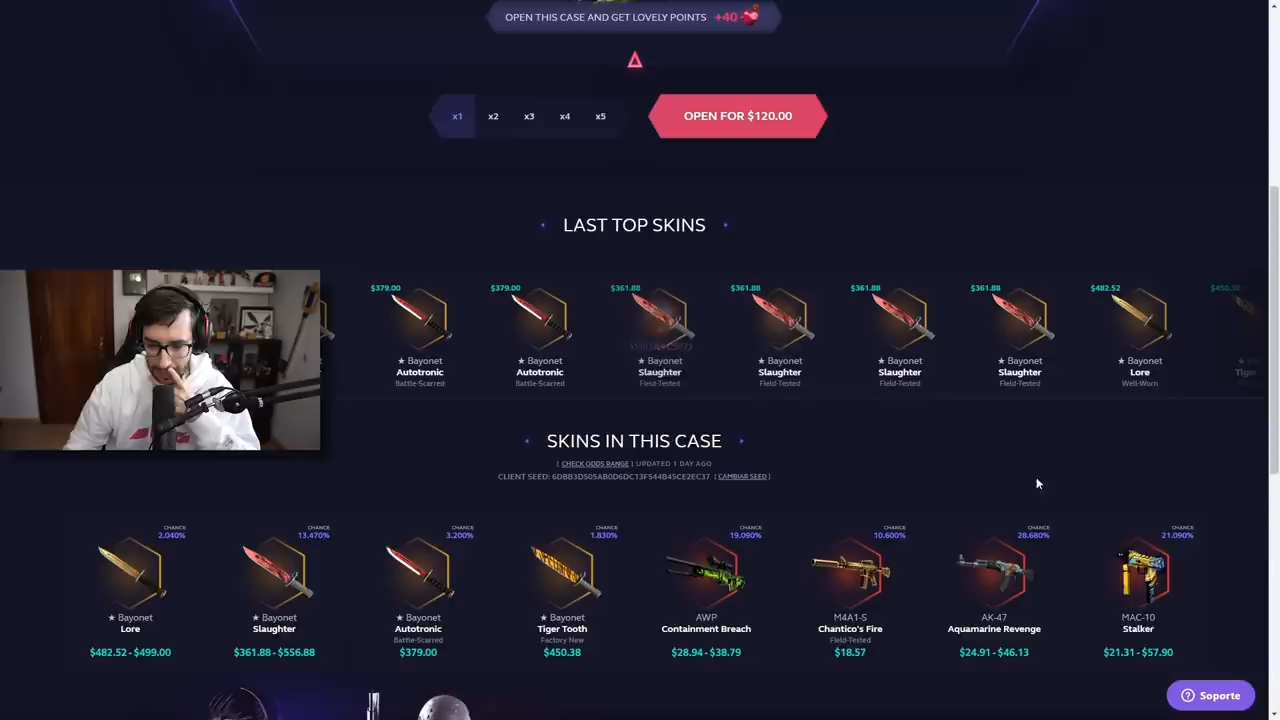 OPEN THIS CASE AND GET LOVELY POINTS +40
x1 x2 x3 x4 x5 OPEN FOR $120.00
LAST TOP SKINS
$379.00 $379.00 $361.88 $361.88 $361.88 $361.88 $482.52 $450.38
★ Bayonet ★ Bayonet ★ Bayonet ★ Bayonet ★ Bayonet ★ Bayonet ★ Bayonet
Autotronic Autotronic Slaughter Slaughter Slaughter Slaughter Lore Tiger
Battle-Scarred Battle-Scarred Field-Tested Field-Tested Field-Tested Field-Tested Well-Worn
SKINS IN THIS CASE
[ CHECK ODDS RANGE ] UPDATED 1 DAY AGO
CLIENT SEED: 6DBB3D505AB0D6DC13F544B45CE2EC37 [ CAMBIAR SEED ]
CHANCE CHANCE CHANCE CHANCE CHANCE CHANCE CHANCE CHANCE
2.040% 13.470% 3.200% 1.830% 19.090% 10.600% 28.680% 21.090%
★ Bayonet ★ Bayonet ★ Bayonet ★ Bayonet AWP M4A1-S AK-47 MAC-10
Lore Slaughter Autotronic Tiger Tooth Containment Breach Chantico's Fire Aquamarine Revenge Stalker
Battle-Scarred Factory New Field-Tested
$482.52 - $499.00 $361.88 - $556.88 $379.00 $450.38 $28.94 - $38.79 $18.57 $24.91 - $46.13 $21.31 - $57.90
Soporte